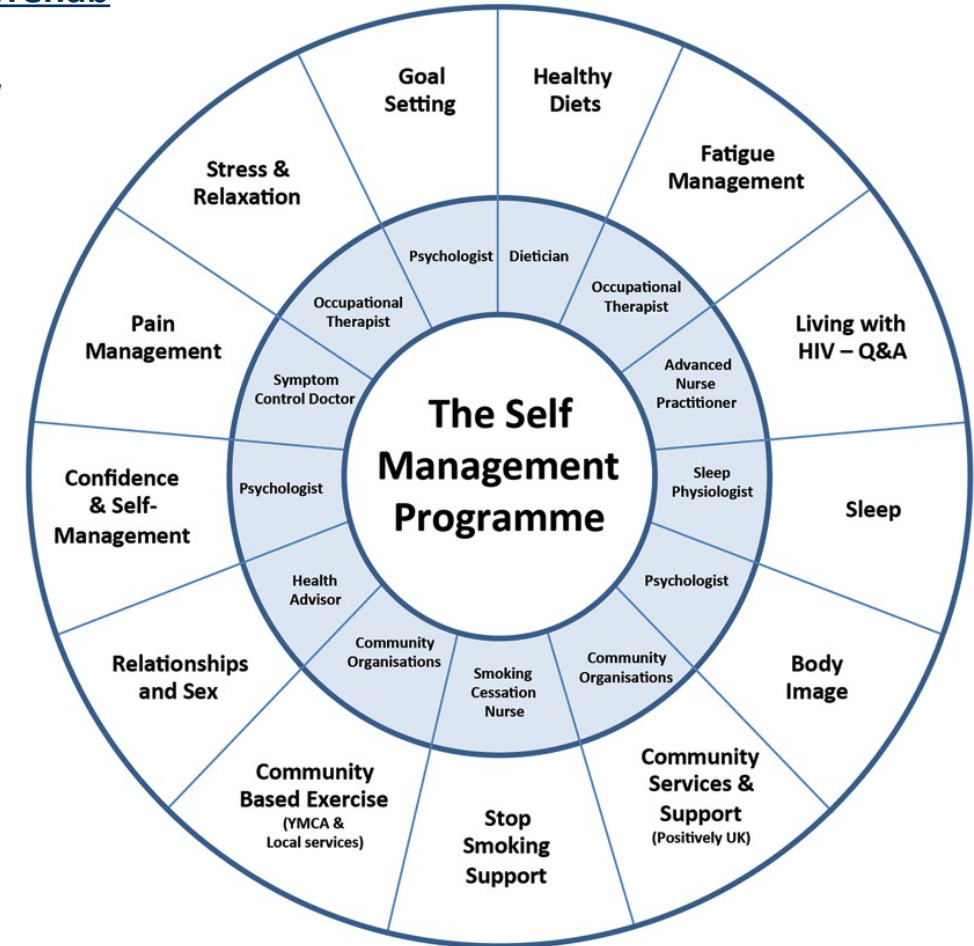 Goal
Setting
Healthy
Diets
Fatigue
Management
Living with
HIV – Q&A
Sleep
Body
Image
Community
Services &
Support
(Positively UK)
Stop
Smoking
Support
Community
Based Exercise
(YMCA &
Local services)
Relationships
and Sex
Confidence
& Self-
Management
Pain
Management
Stress &
Relaxation
Psychologist
Dietician
Occupational
Therapist
Advanced
Nurse
Practitioner
Sleep
Physiologist
Psychologist
Community
Organisations
Smoking
Cessation
Nurse
Community
Organisations
Health
Advisor
Psychologist
Symptom
Control Doctor
Occupational
Therapist
The Self
Management
Programme